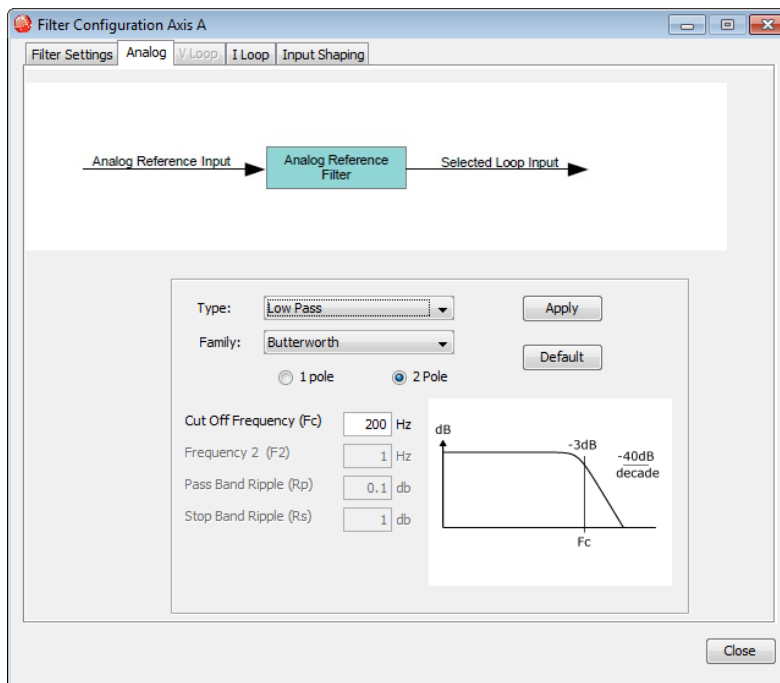 Filter Configuration Axis A
Filter Settings
Analog
V Loop
I Loop
Input Shaping
Analog Reference Input
Analog Reference
Filter
Selected Loop Input
Type:
Low Pass
Apply
Family:
Butterworth
Default
1 pole
2 Pole
Cut Off Frequency (Fc)
200
Hz
Frequency 2 (F2)
1
Hz
Pass Band Ripple (Rp)
0.1
db
Stop Band Ripple (Rs)
1
db
dB
-3dB
-40dB
decade
Fc
Close